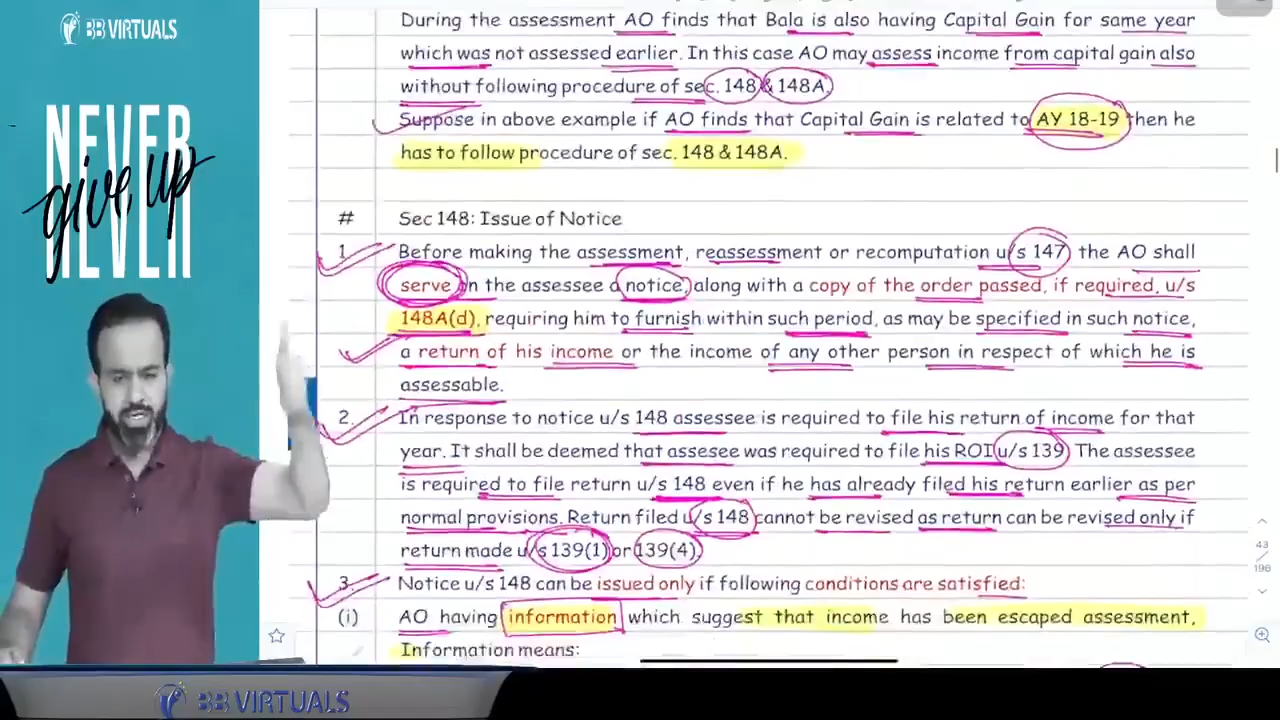 BB VIRTUALS
NEVER
give up
NEVER
During the assessment AO finds that Bala is also having Capital Gain for same year
which was not assessed earlier. In this case AO may assess income from capital gain also
without following procedure of sec. 148 & 148A.
Suppose in above example if AO finds that Capital Gain is related to AY 18-19 then he
has to follow procedure of sec. 148 & 148A.
# Sec 148: Issue of Notice
1. Before making the assessment, reassessment or recomputation u/s 147 the AO shall
serve on the assessee a notice, along with a copy of the order passed, if required, u/s
148A(d), requiring him to furnish within such period, as may be specified in such notice,
a return of his income or the income of any other person in respect of which he is
assessable.
2. In response to notice u/s 148 assessee is required to file his return of income for that
year. It shall be deemed that assesee was required to file his ROI u/s 139 The assessee
is required to file return u/s 148 even if he has already filed his return earlier as per
normal provisions. Return filed u/s 148 cannot be revised as return can be revised only if
return made u/s 139(1) or 139(4)
3. Notice u/s 148 can be issued only if following conditions are satisfied:
(i) AO having information which suggest that income has been escaped assessment,
Information means:
43
196
BB VIRTUALS